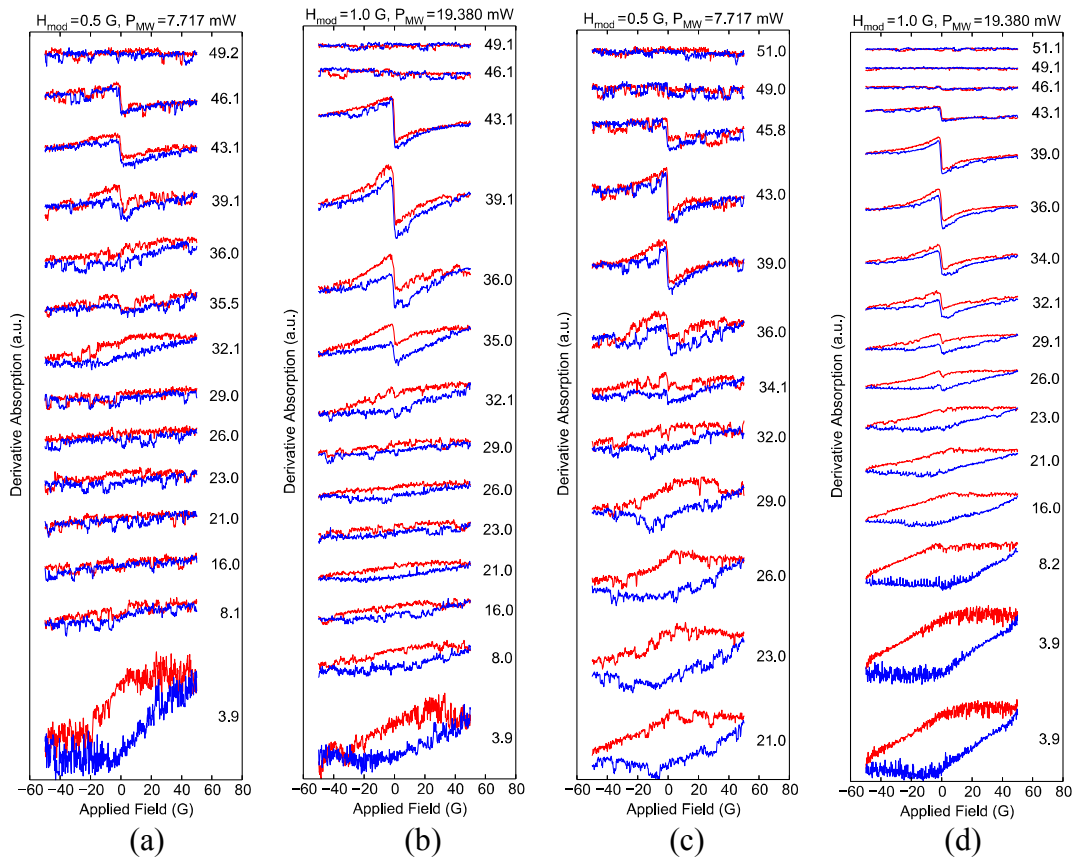 H_mod=0.5 G, P_MW=7.717 mW
49.2
46.1
43.1
39.1
36.0
35.5
32.1
29.0
26.0
23.0
21.0
16.0
8.1
3.9
Derivative Absorption (a.u.)
−60 −40 −20 0 20 40 60 80
Applied Field (G)
(a)
H_mod=1.0 G, P_MW=19.380 mW
49.1
46.1
43.1
39.1
36.0
35.0
32.1
29.0
26.0
23.0
21.0
16.0
8.0
3.9
Derivative Absorption (a.u.)
−60 −40 −20 0 20 40 60 80
Applied Field (G)
(b)
H_mod=0.5 G, P_MW=7.717 mW
51.0
49.0
45.8
43.0
39.0
36.0
34.1
32.0
29.0
26.0
23.0
21.0
Derivative Absorption (a.u.)
−60 −40 −20 0 20 40 60 80
Applied Field (G)
(c)
H_mod=1.0 G, P_MW=19.380 mW
51.1
49.1
46.1
43.1
39.0
36.0
34.0
32.1
29.1
26.0
23.0
21.0
16.0
8.2
3.9
3.9
Derivative Absorption (a.u.)
−60 −40 −20 0 20 40 60 80
Applied Field (G)
(d)